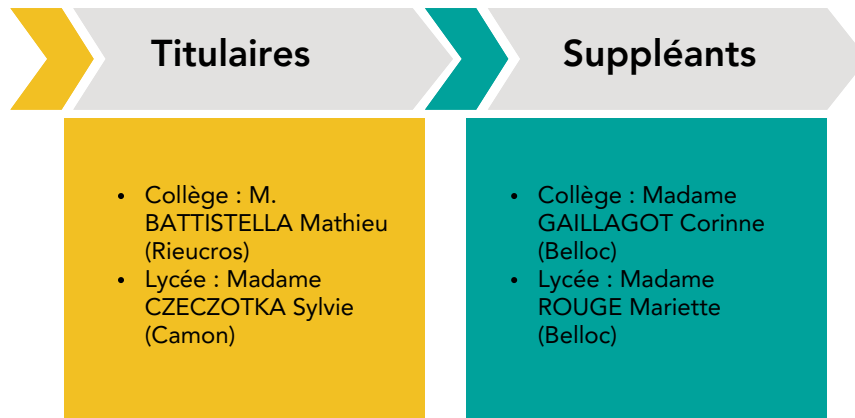 Titulaires
Suppléants
• Collège : M.
BATTISTELLA Mathieu
(Rieucros)
• Lycée : Madame
CZECZOTKA Sylvie
(Camon)
• Collège : Madame
GAILLAGOT Corinne
(Belloc)
• Lycée : Madame
ROUGE Mariette
(Belloc)